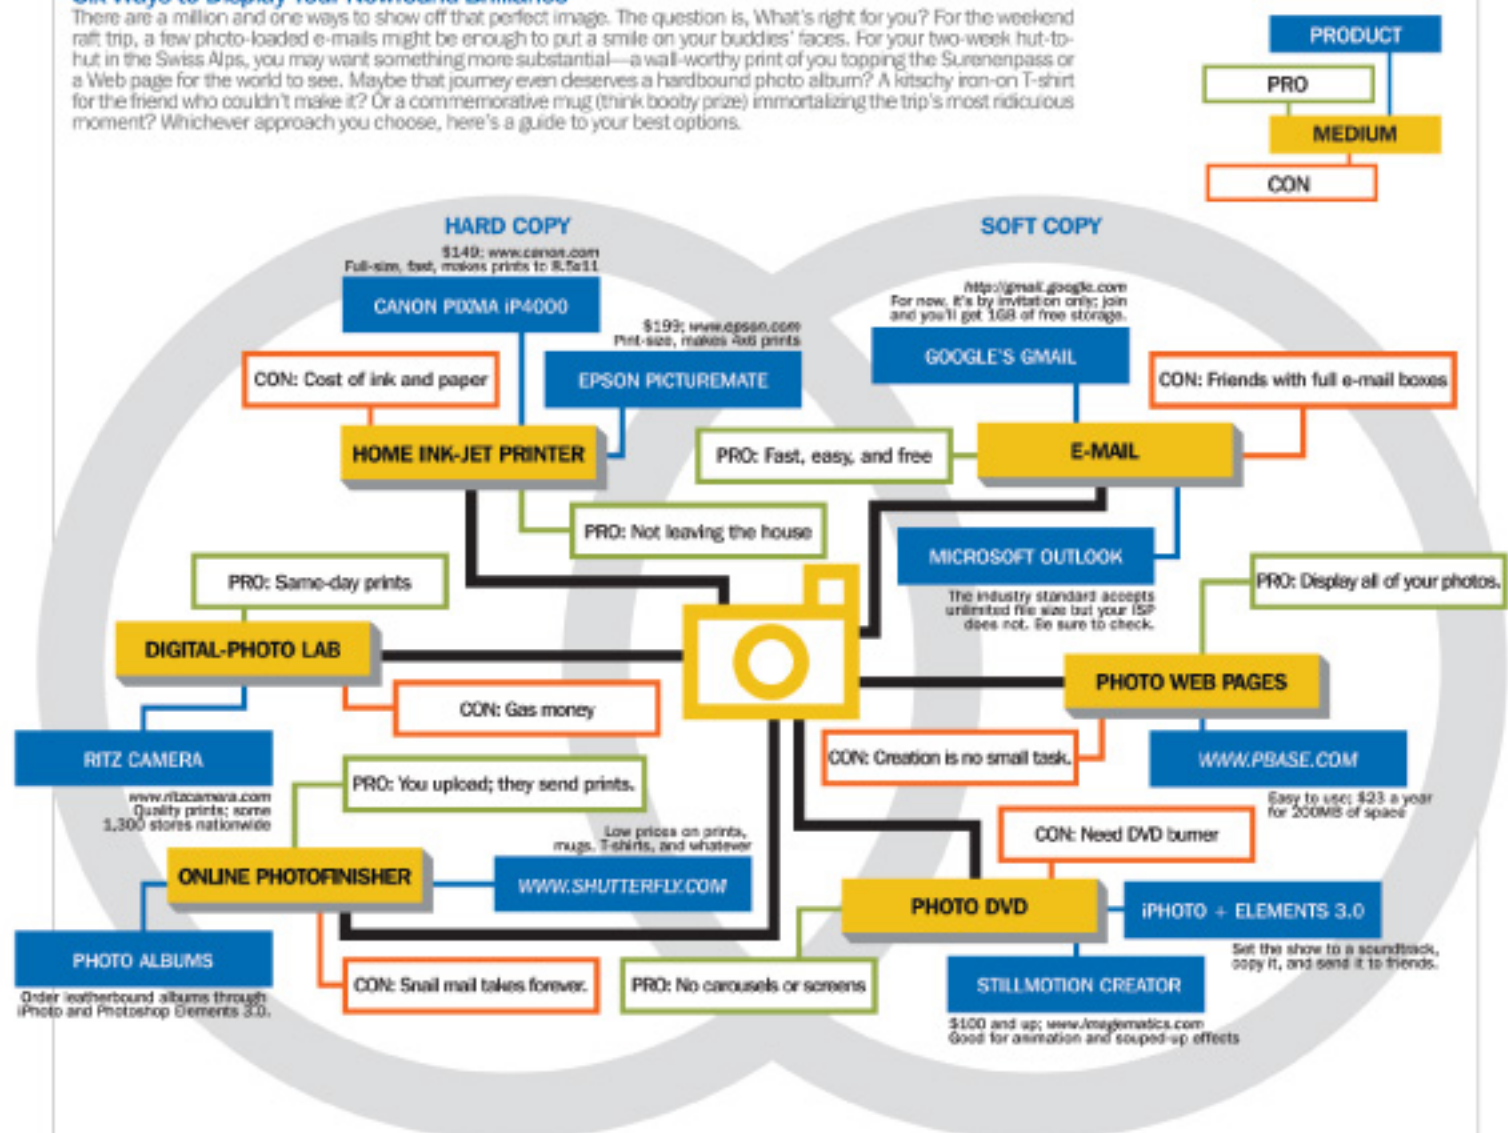 Six Ways to Display Your Newfound Brilliance
There are a million and one ways to show off that perfect image. The question is, What's right for you? For the weekend
raft trip, a few photo-loaded e-mails might be enough to put a smile on your buddies' faces. For your two-week hut-to-
hut in the Swiss Alps, you may want something more substantial—a wall-worthy print of you topping the Surenenpass or
a Web page for the world to see. Maybe that journey even deserves a hardbound photo album? A kitschy iron-on T-shirt
for the friend who couldn't make it? Or a commemorative mug (think booby prize) immortalizing the trip's most ridiculous
moment? Whichever approach you choose, here's a guide to your best options.
PRODUCT
PRO
MEDIUM
CON
HARD COPY
$149; www.canon.com
Full-size, fast, makes prints to 8.5x11
CANON PIXMA iP4000
$199; www.epson.com
Pint-size, makes 4x6 prints
EPSON PICTUREMATE
CON: Cost of ink and paper
HOME INK-JET PRINTER
PRO: Not leaving the house
SOFT COPY
http://gmail.google.com
For now, it's by invitation only; join
and you'll get 1GB of free storage.
GOOGLE'S GMAIL
CON: Friends with full e-mail boxes
PRO: Fast, easy, and free
E-MAIL
MICROSOFT OUTLOOK
The industry standard accepts
unlimited file size but your ISP
does not. Be sure to check.
PRO: Same-day prints
DIGITAL-PHOTO LAB
CON: Gas money
RITZ CAMERA
www.ritzcamera.com
Quality prints; some
1,300 stores nationwide
PRO: Display all of your photos.
PHOTO WEB PAGES
CON: Creation is no small task.
WWW.PBASE.COM
Easy to use; $23 a year
for 200MB of space
PRO: You upload; they send prints.
Low prices on prints,
mugs, T-shirts, and whatever
ONLINE PHOTOFINISHER
WWW.SHUTTERFLY.COM
PHOTO ALBUMS
Order leatherbound albums through
iPhoto and Photoshop Elements 3.0.
CON: Snail mail takes forever.
CON: Need DVD burner
PHOTO DVD
iPHOTO + ELEMENTS 3.0
Set the show to a soundtrack,
copy it, and send it to friends.
PRO: No carousels or screens
STILLMOTION CREATOR
$100 and up; www.imagematics.com
Good for animation and souped-up effects